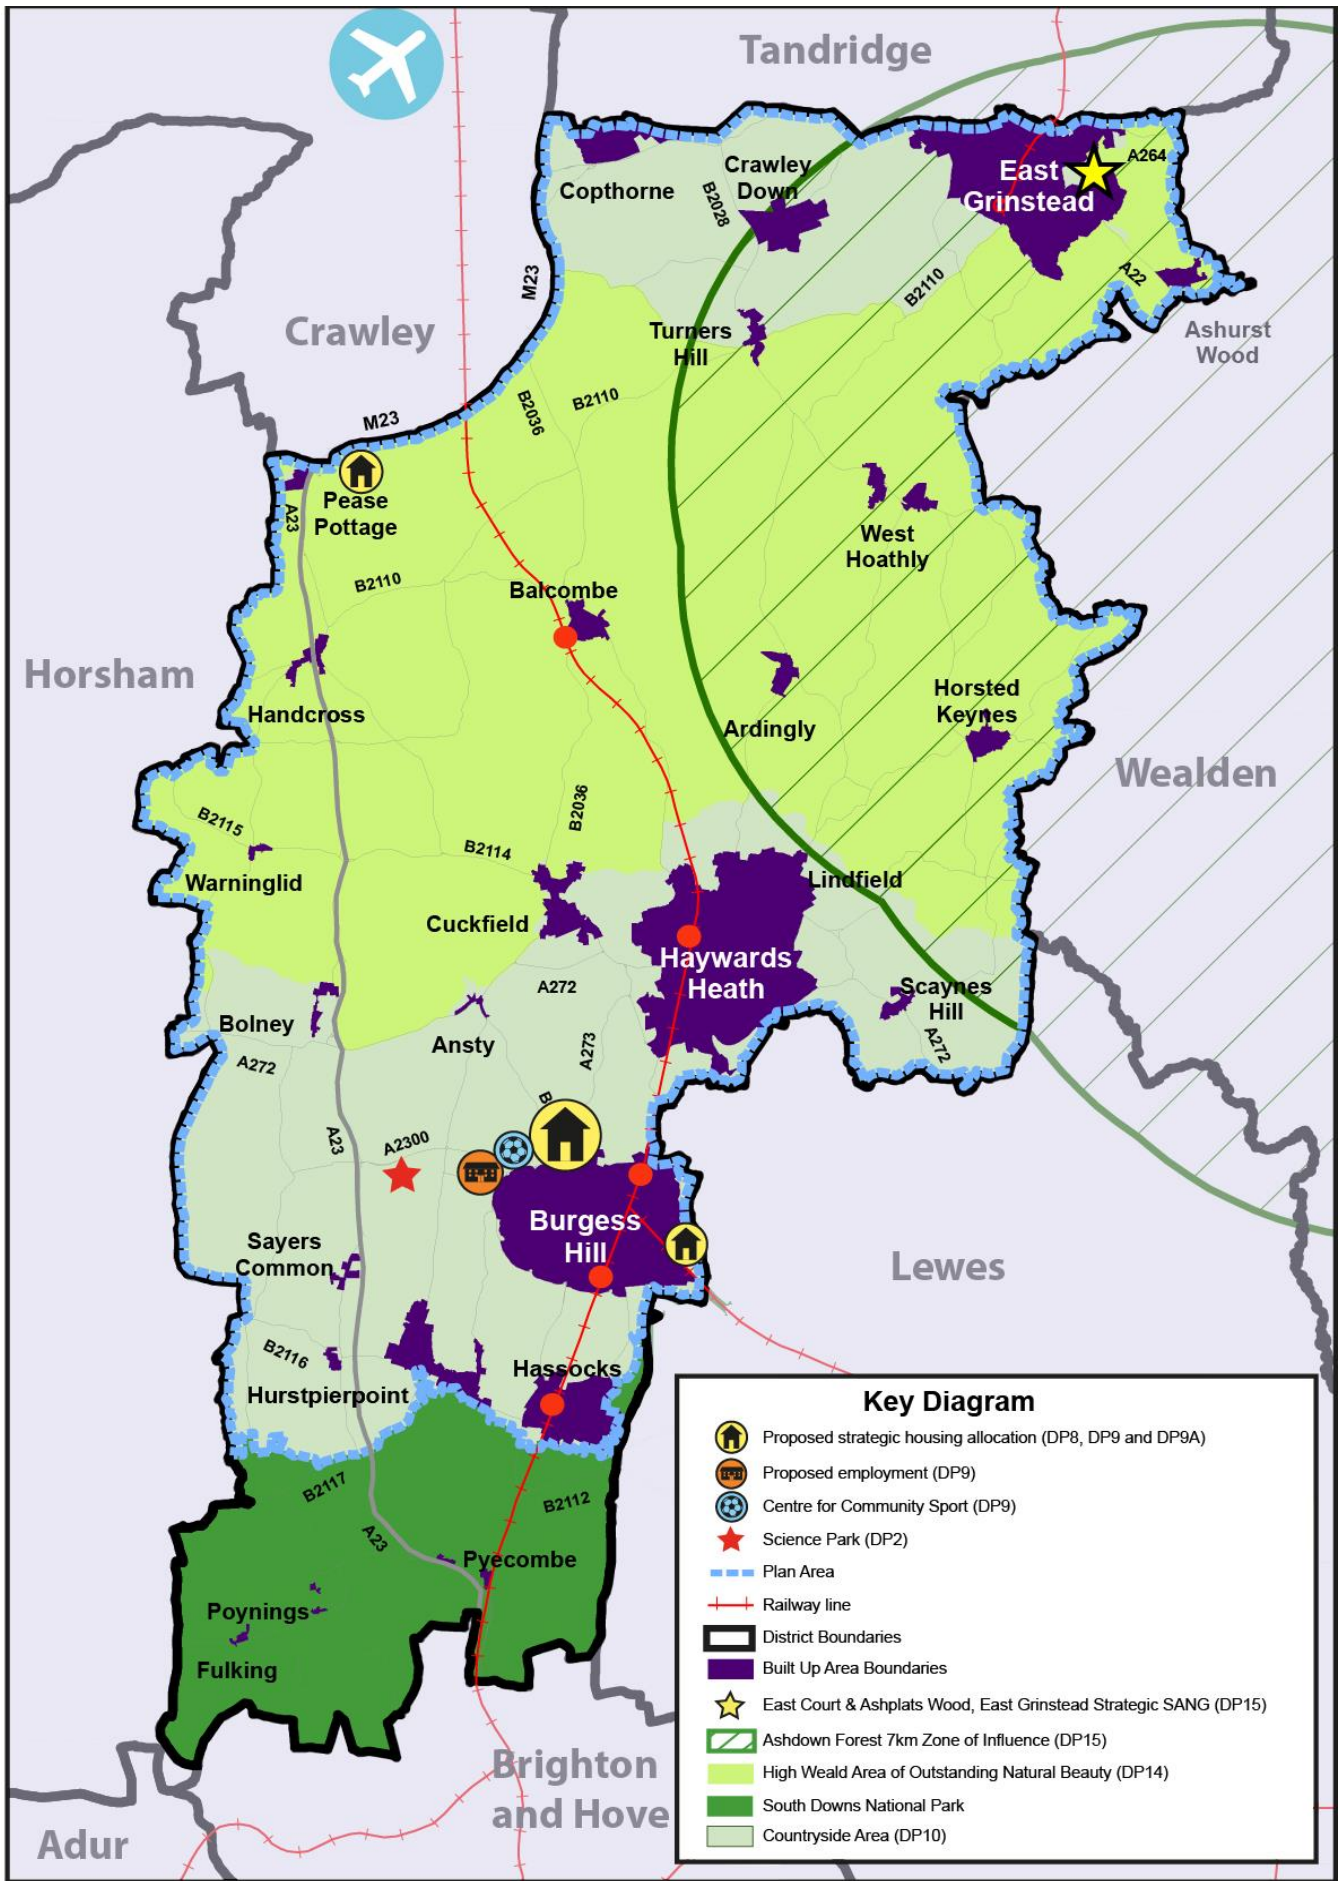 Tandridge
Copthorne
Crawley
Down
B2028
East
Grinstead
A264
A22
M23
B2110
Ashurst
Wood
Crawley
Turners
Hill
M23
B2036
B2110
Pease
Pottage
A23
West
Hoathly
B2110
Balcombe
Horsham
Handcross
Ardingly
Horsted
Keynes
Wealden
B2115
B2036
B2114
Warninglid
Cuckfield
Lindfield
Haywards
Heath
A272
Scaynes
Hill
Bolney
Ansty
A272
A273
A272
B
A23
A2300
Burgess
Hill
Sayers
Common
Lewes
B2116
Hassocks
Hurstpierpoint
B2117
B2112
A23
Pyecombe
Poynings
Fulking
Brighton
and Hove
Adur
Key Diagram
Proposed strategic housing allocation (DP8, DP9 and DP9A)
Proposed employment (DP9)
Centre for Community Sport (DP9)
Science Park (DP2)
Plan Area
Railway line
District Boundaries
Built Up Area Boundaries
East Court & Ashplats Wood, East Grinstead Strategic SANG (DP15)
Ashdown Forest 7km Zone of Influence (DP15)
High Weald Area of Outstanding Natural Beauty (DP14)
South Downs National Park
Countryside Area (DP10)